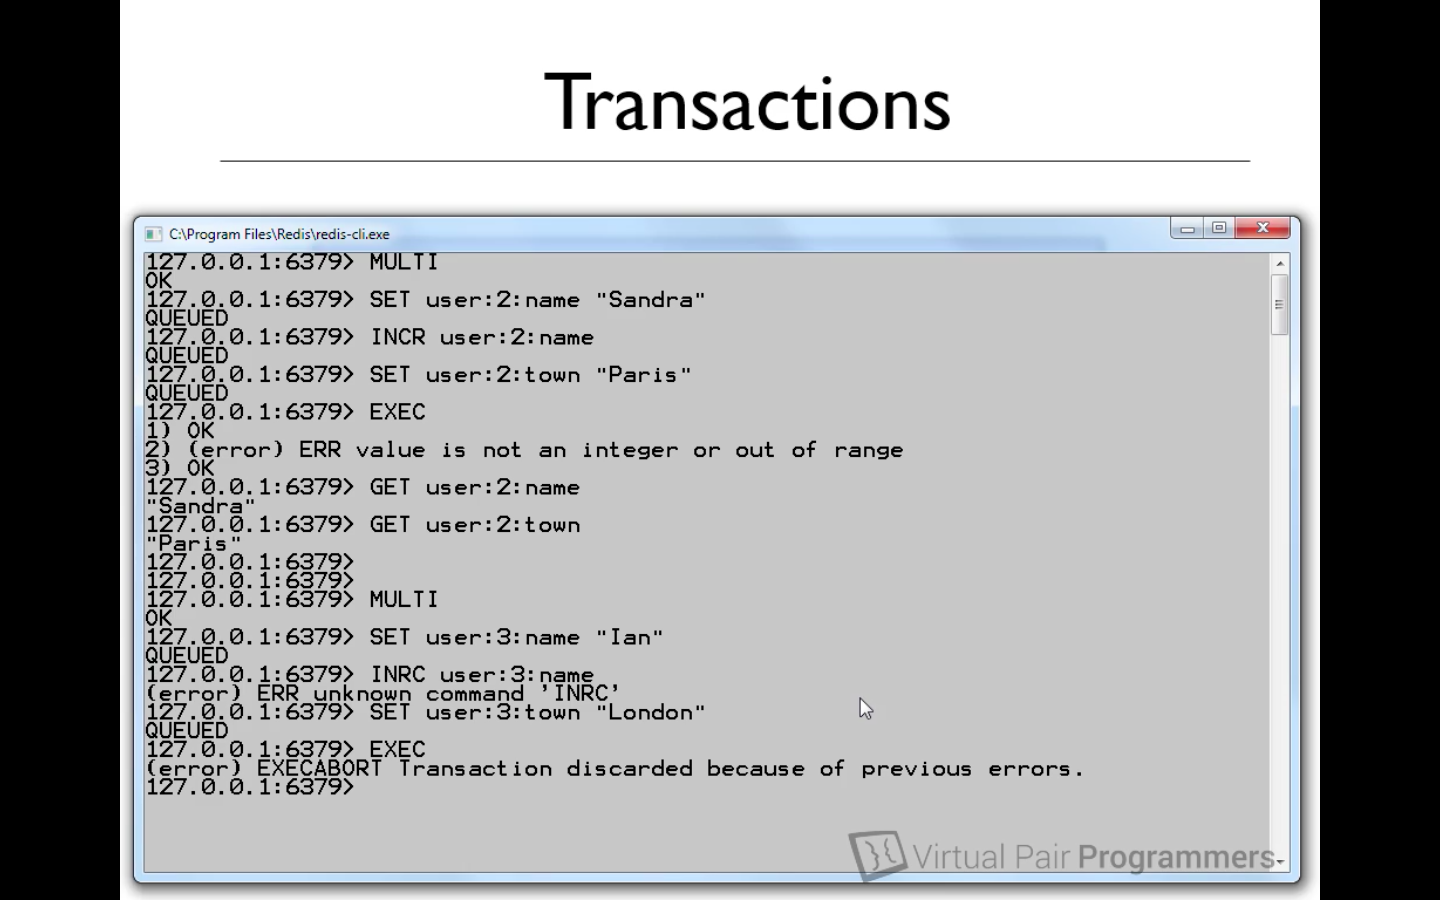 Transactions
C:\Program Files\Redis\redis-cli.exe
127.0.0.1:6379> MULTI
OK
127.0.0.1:6379> SET user:2:name "Sandra"
QUEUED
127.0.0.1:6379> INCR user:2:name
QUEUED
127.0.0.1:6379> SET user:2:town "Paris"
QUEUED
127.0.0.1:6379> EXEC
1) OK
2) (error) ERR value is not an integer or out of range
3) OK
127.0.0.1:6379> GET user:2:name
"Sandra"
127.0.0.1:6379> GET user:2:town
"Paris"
127.0.0.1:6379>
127.0.0.1:6379>
127.0.0.1:6379> MULTI
OK
127.0.0.1:6379> SET user:3:name "Ian"
QUEUED
127.0.0.1:6379> INRC user:3:name
(error) ERR unknown command 'INRC'
127.0.0.1:6379> SET user:3:town "London"
QUEUED
127.0.0.1:6379> EXEC
(error) EXECABORT Transaction discarded because of previous errors.
127.0.0.1:6379>
Virtual Pair Programmers